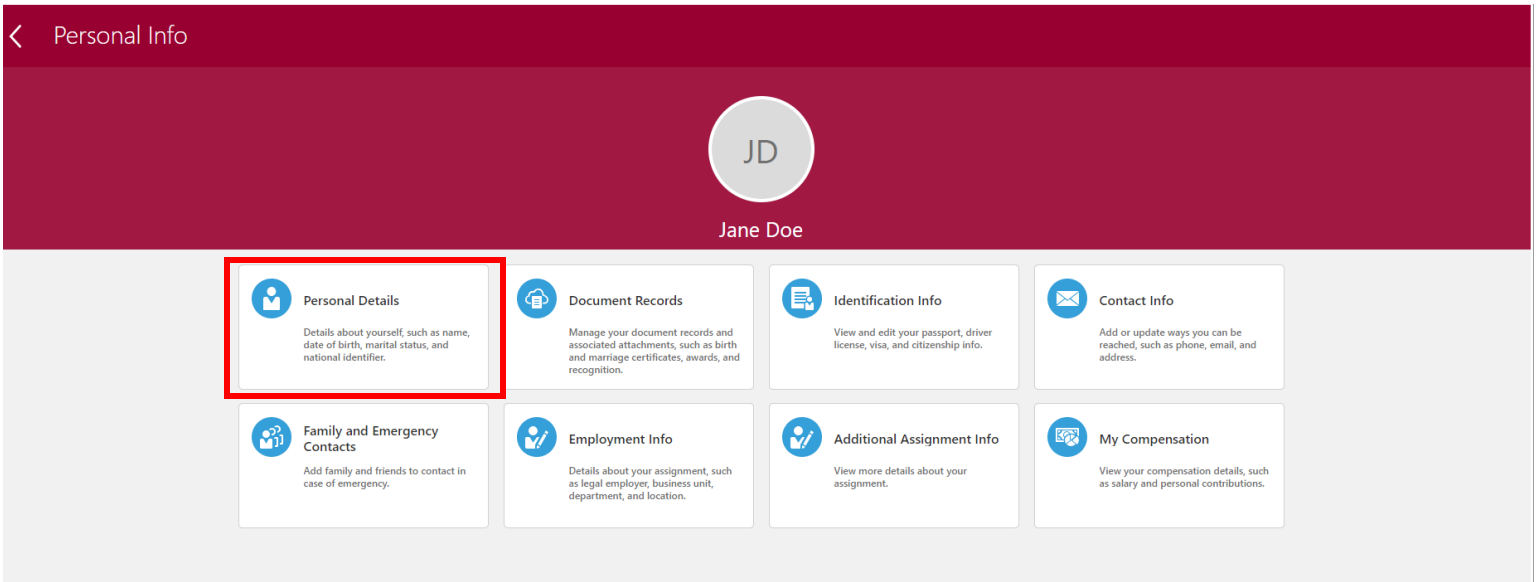 Personal Info
JD
Jane Doe
Personal Details
Details about yourself, such as name,
date of birth, marital status, and
national identifier.
Document Records
Manage your document records and
associated attachments, such as birth
and marriage certificates, awards, and
recognition.
Identification Info
View and edit your passport, driver
license, visa, and citizenship info.
Contact Info
Add or update ways you can be
reached, such as phone, email, and
address.
Family and Emergency
Contacts
Add family and friends to contact in
case of emergency.
Employment Info
Details about your assignment, such
as legal employer, business unit,
department, and location.
Additional Assignment Info
View more details about your
assignment.
My Compensation
View your compensation details, such
as salary and personal contributions.